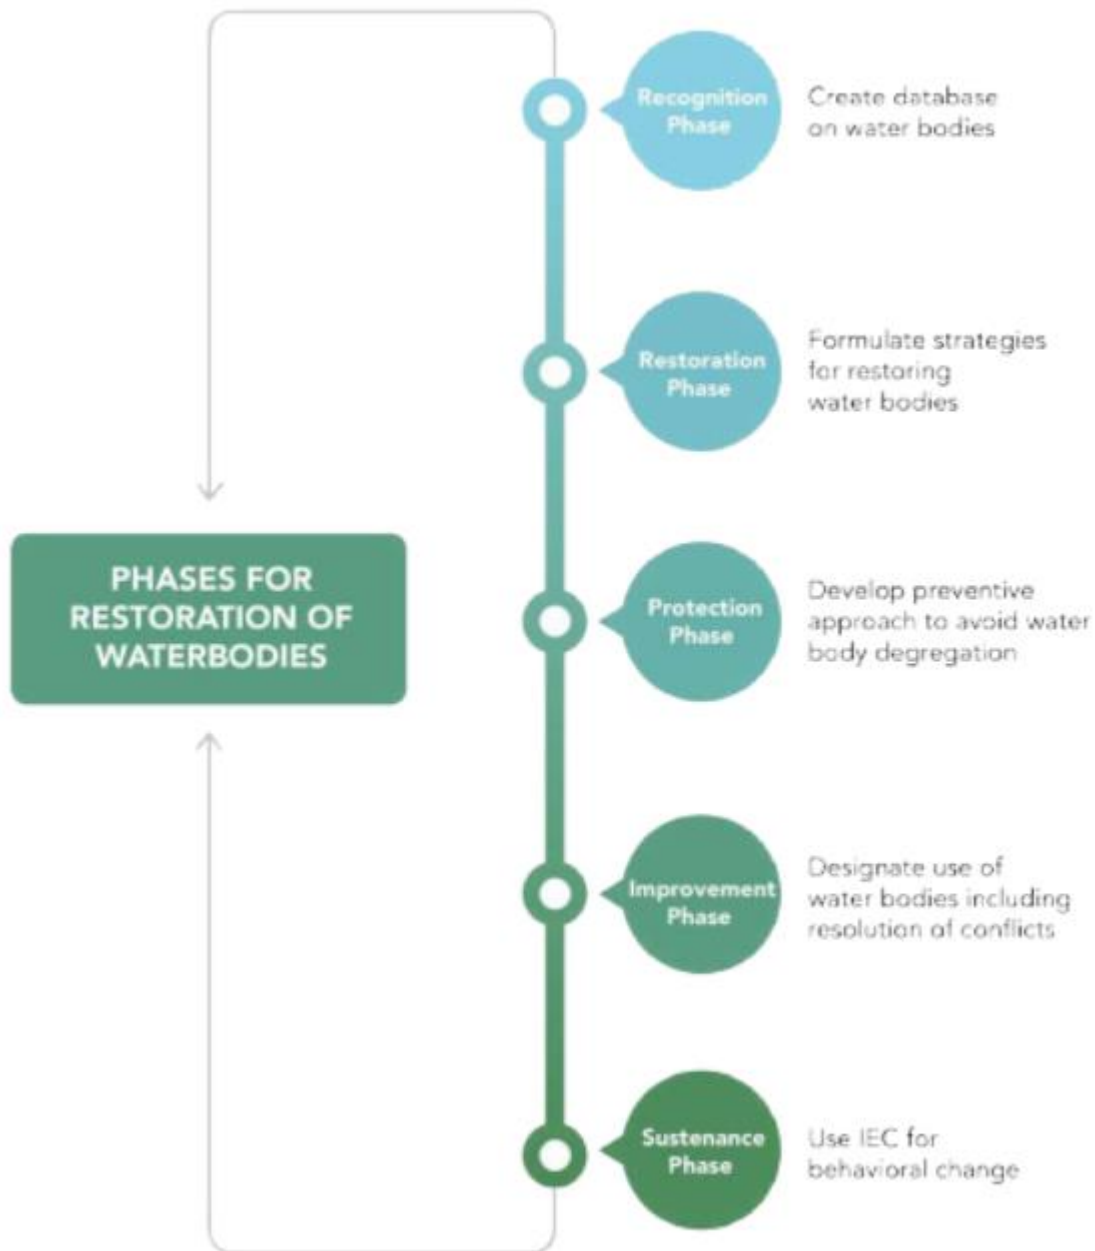 Recognition
Phase
Create database
on water bodies
Restoration
Phase
Formulate strategies
for restoring
water bodies
PHASES FOR
RESTORATION OF
WATERBODIES
Protection
Phase
Develop preventive
approach to avoid water
body degregation
Improvement
Phase
Designate use of
water bodies including
resolution of conflicts
Sustenance
Phase
Use IEC for
behavioral change